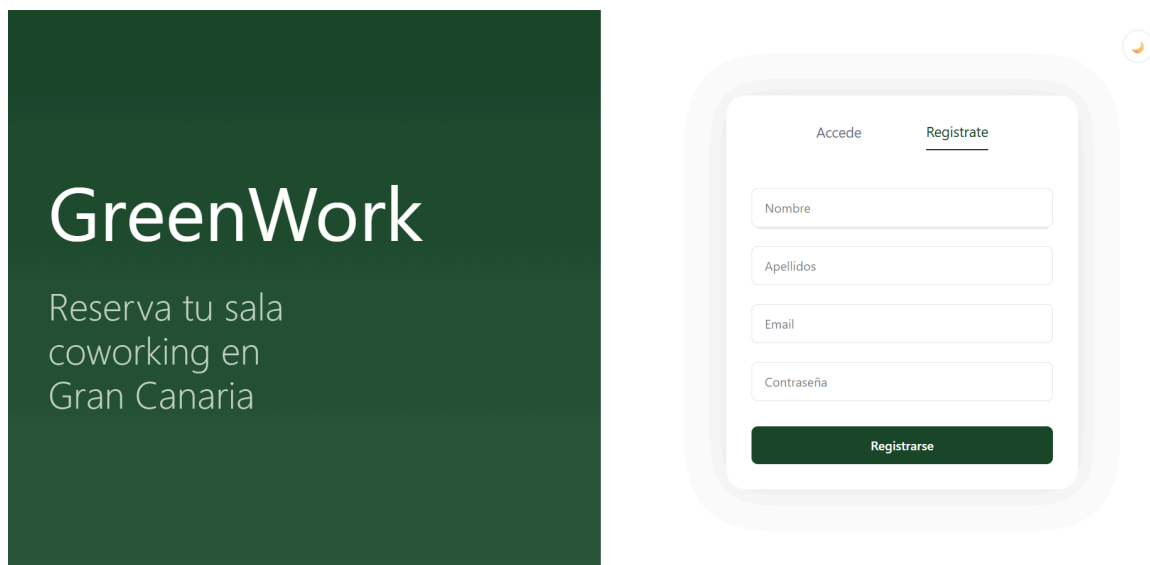 GreenWork
Reserva tu sala
coworking en
Gran Canaria
Accede
Registrate
Nombre
Apellidos
Email
Contraseña
Registrarse